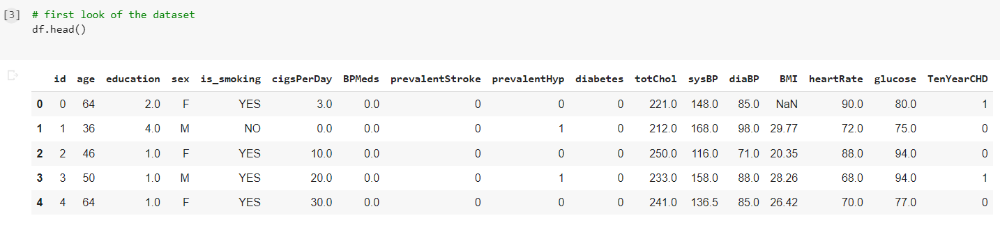 [3] # first look of the dataset
df.head()
id age education sex is_smoking cigsPerDay BPMeds prevalentStroke prevalentHyp diabetes totChol sysBP diaBP BMI heartRate glucose TenYearCHD
0 0 64 2.0 F YES 3.0 0.0 0 0 0 221.0 148.0 85.0 NaN 90.0 80.0 1
1 1 36 4.0 M NO 0.0 0.0 0 1 0 212.0 168.0 98.0 29.77 72.0 75.0 0
2 2 46 1.0 F YES 10.0 0.0 0 0 0 250.0 116.0 71.0 20.35 88.0 94.0 0
3 3 50 1.0 M YES 20.0 0.0 0 1 0 233.0 158.0 88.0 28.26 68.0 94.0 1
4 4 64 1.0 F YES 30.0 0.0 0 0 0 241.0 136.5 85.0 26.42 70.0 77.0 0